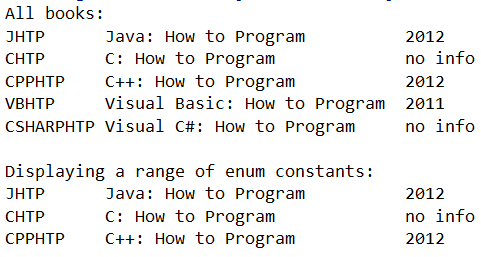 All books:
JHTP      Java: How to Program          2012
CHTP      C: How to Program             no info
CPPHTP    C++: How to Program           2012
VBHTP     Visual Basic: How to Program  2011
CSHARPHTP Visual C#: How to Program     no info

Displaying a range of enum constants:
JHTP      Java: How to Program          2012
CHTP      C: How to Program             no info
CPPHTP    C++: How to Program           2012